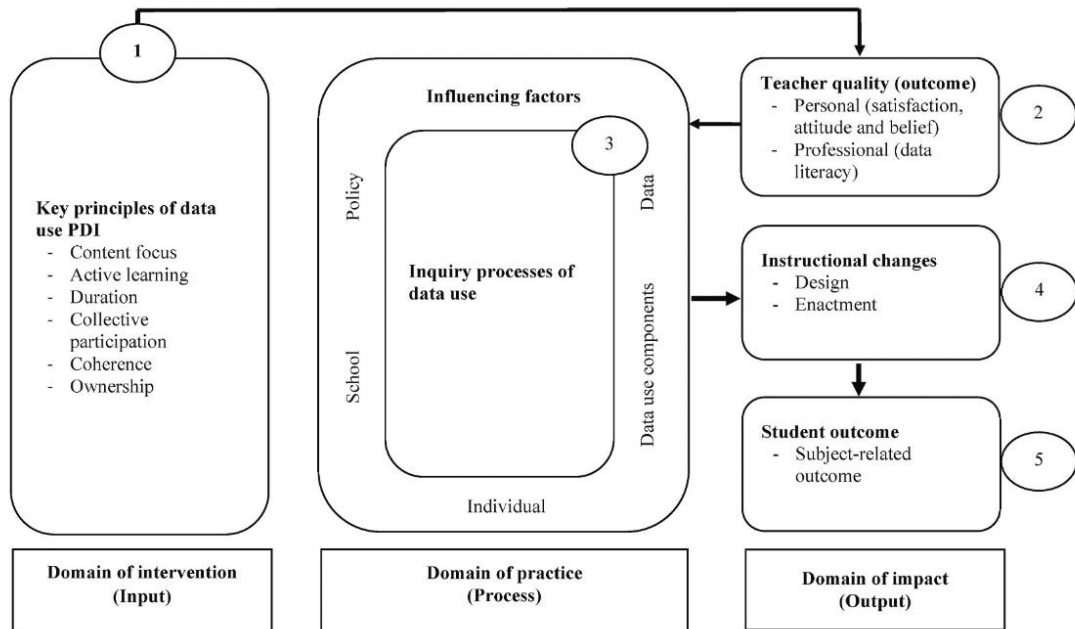 1
Key principles of data
use PDI
- Content focus
- Active learning
- Duration
- Collective
participation
- Coherence
- Ownership
Domain of intervention
(Input)
Influencing factors
3
Policy
Data
Inquiry processes of
data use
School
Data use components
Individual
Domain of practice
(Process)
Teacher quality (outcome)
- Personal (satisfaction,
attitude and belief)
- Professional (data
literacy)
2
Instructional changes
- Design
- Enactment
4
Student outcome
- Subject-related
outcome
5
Domain of impact
(Output)